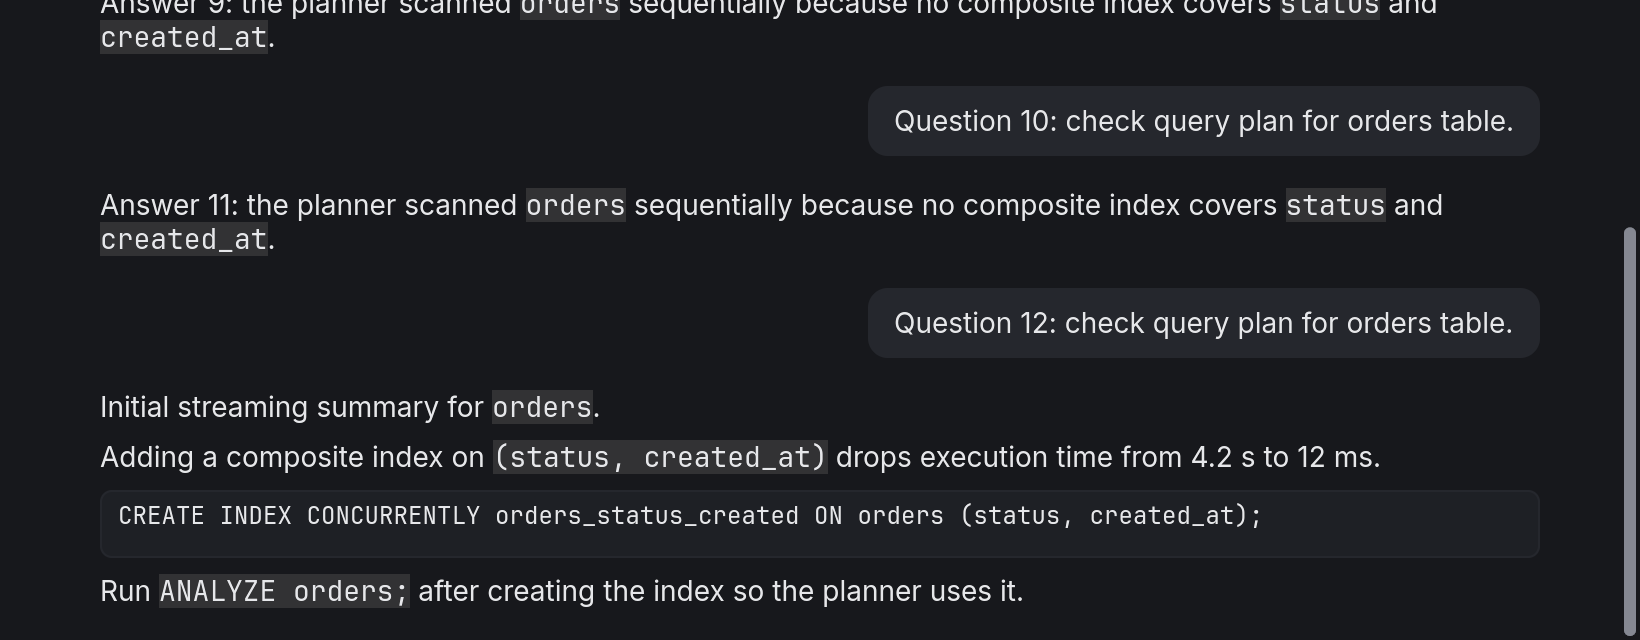 Answer 9: the planner scanned orders sequentially because no composite index covers status and
created_at.
Question 10: check query plan for orders table.
Answer 11: the planner scanned orders sequentially because no composite index covers status and
created_at.
Question 12: check query plan for orders table.
Initial streaming summary for orders.
Adding a composite index on (status, created_at) drops execution time from 4.2 s to 12 ms.
CREATE INDEX CONCURRENTLY orders_status_created ON orders (status, created_at);
Run ANALYZE orders; after creating the index so the planner uses it.